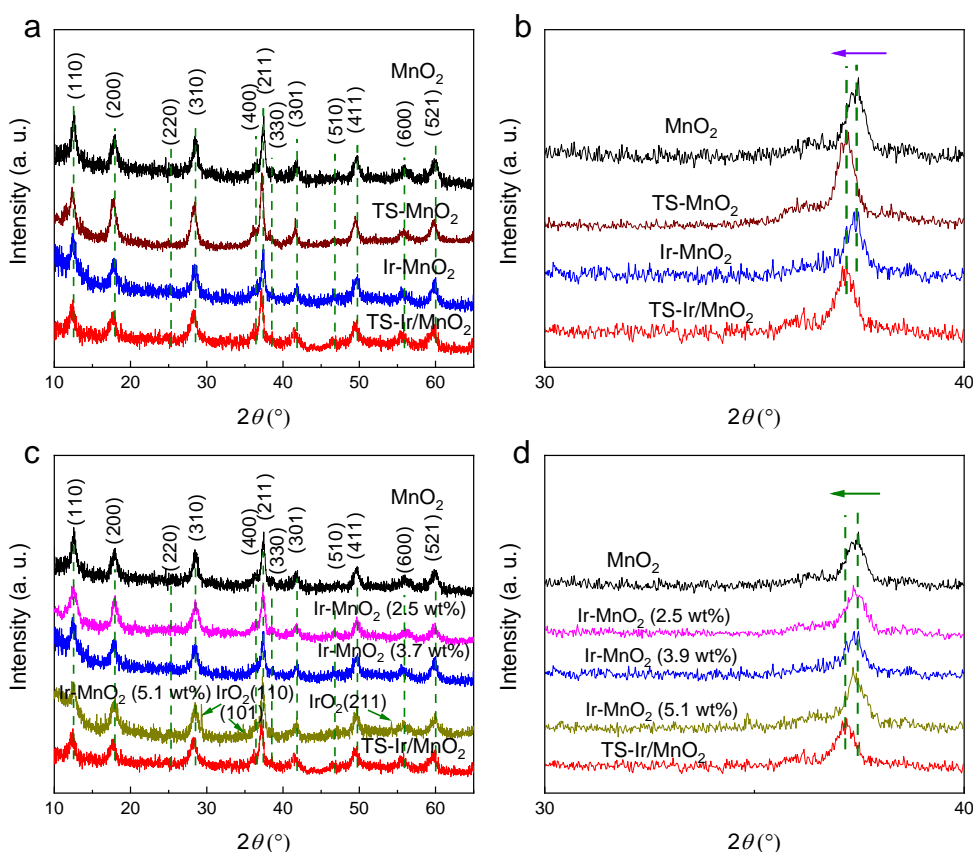 a
(110)
(200)
(220)
(310)
(400)
(211)
(330)
(301)
(510)
(411)
(600)
(521)
MnO2
TS-MnO2
Ir-MnO2
TS-Ir/MnO2
Intensity (a. u.)
10 20 30 40 50 60
2θ (°)
b
MnO2
TS-MnO2
Ir-MnO2
TS-Ir/MnO2
Intensity (a. u.)
30 40
2θ (°)
c
(110)
(200)
(220)
(310)
(400)
(211)
(330)
(301)
(510)
(411)
(600)
(521)
MnO2
Ir-MnO2 (2.5 wt%)
Ir-MnO2 (3.7 wt%)
Ir-MnO2 (5.1 wt%) IrO2(110)
(101)
IrO2(211)
TS-Ir/MnO2
Intensity (a. u.)
10 20 30 40 50 60
2θ (°)
d
MnO2
Ir-MnO2 (2.5 wt%)
Ir-MnO2 (3.9 wt%)
Ir-MnO2 (5.1 wt%)
TS-Ir/MnO2
Intensity (a. u.)
30 40
2θ (°)